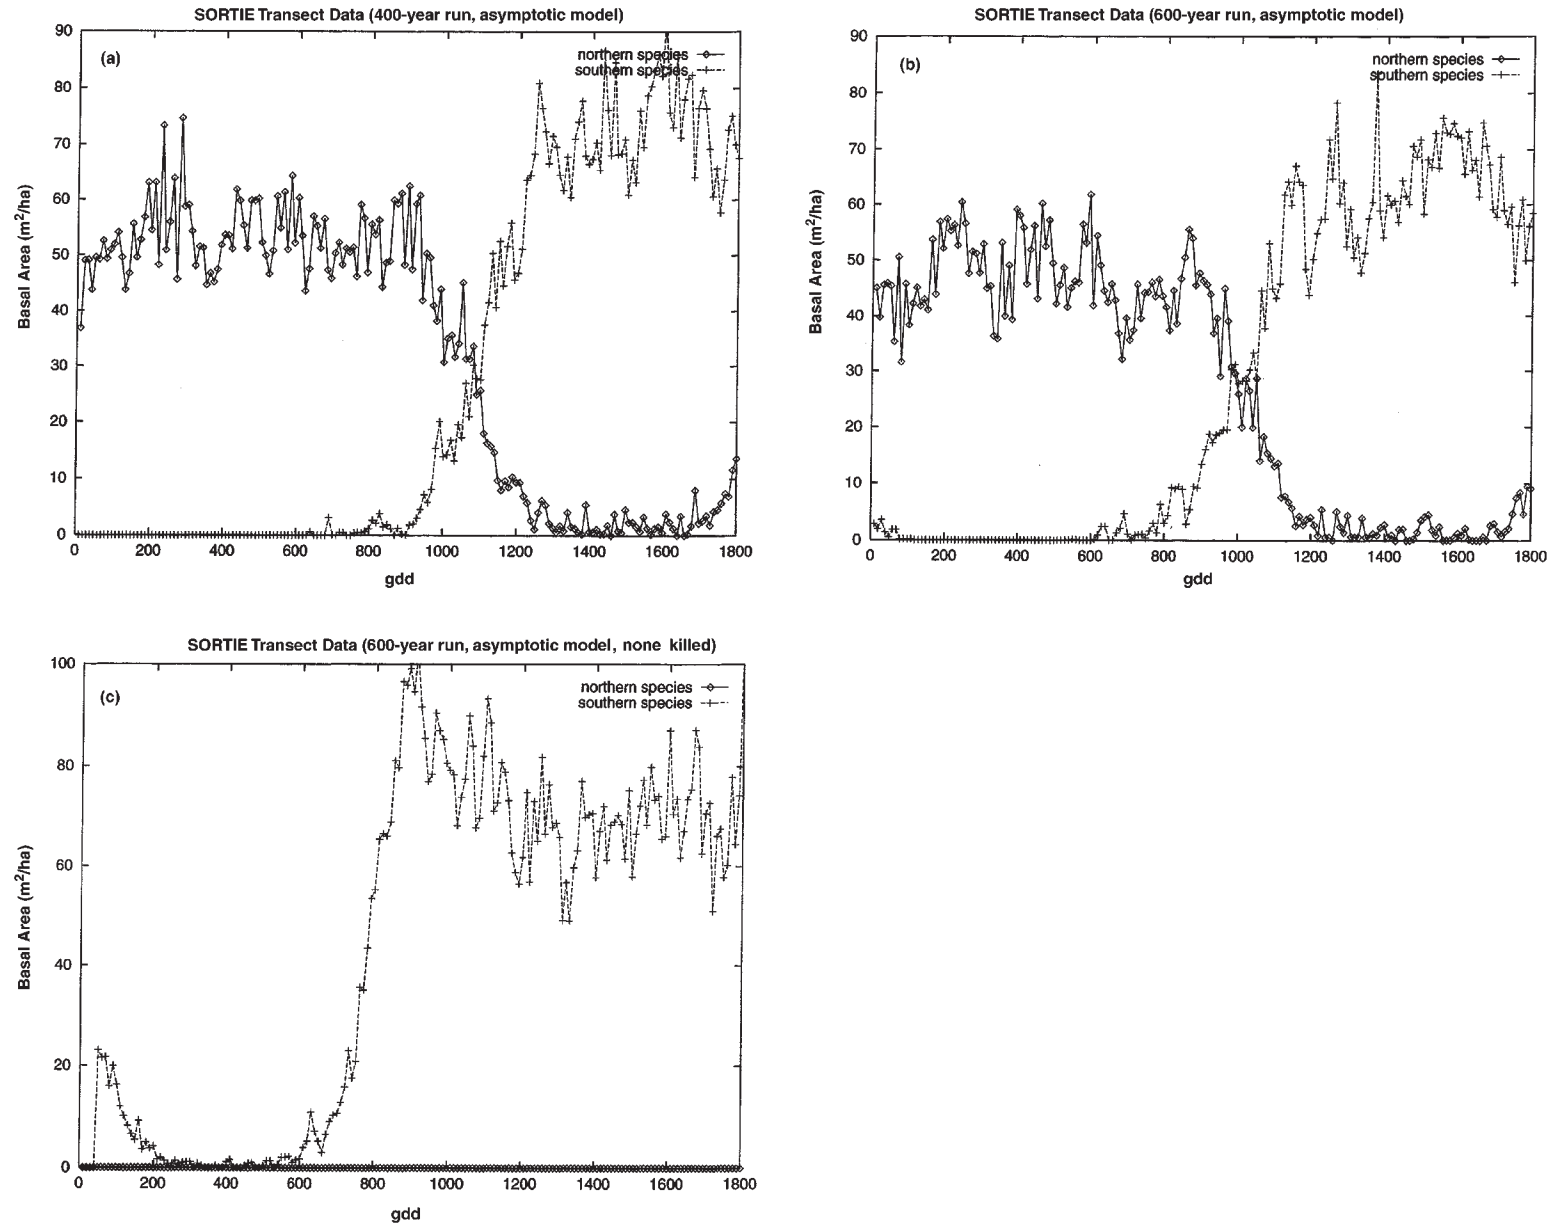 SORTIE Transect Data (400-year run, asymptotic model)
(a)
northern species
southern species
90
80
70
60
50
40
30
20
10
0
Basal Area (m²/ha)
0 200 400 600 800 1000 1200 1400 1600 1800
gdd
SORTIE Transect Data (600-year run, asymptotic model)
(b)
northern species
southern species
90
80
70
60
50
40
30
20
10
0
Basal Area (m²/ha)
0 200 400 600 800 1000 1200 1400 1600 1800
gdd
SORTIE Transect Data (600-year run, asymptotic model, none killed)
(c)
northern species
southern species
100
80
60
40
20
0
Basal Area (m²/ha)
0 200 400 600 800 1000 1200 1400 1600 1800
gdd